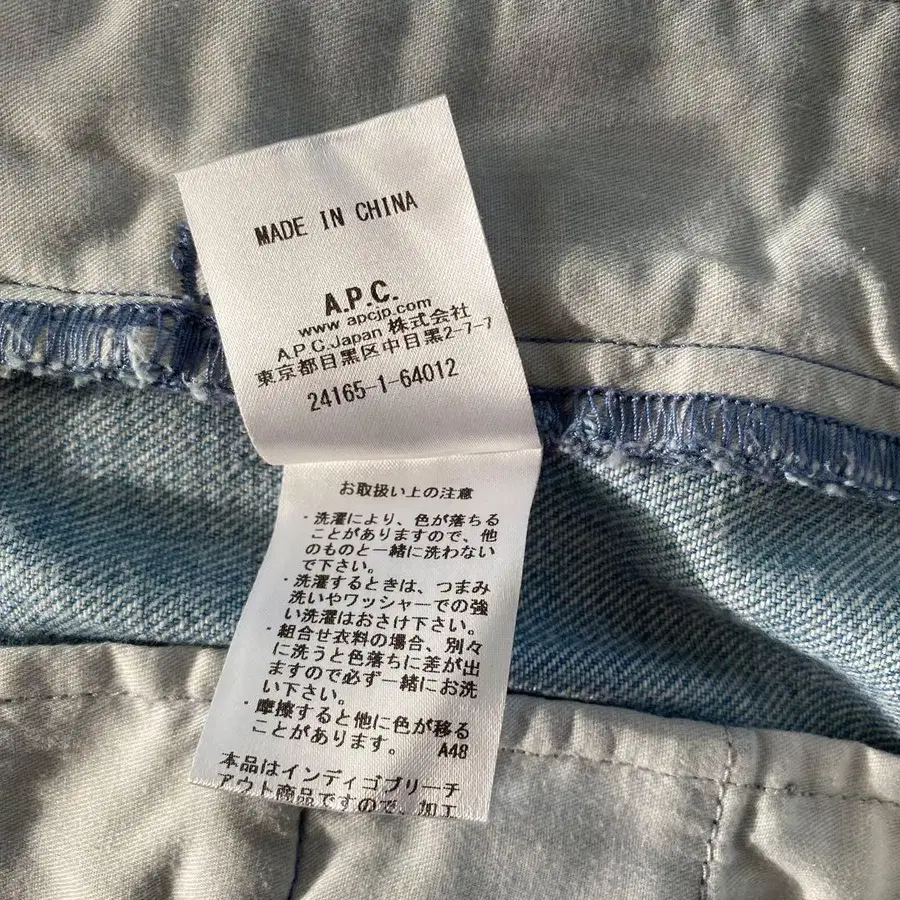 MADE IN CHINA
A.P.C.
www.apcjp.com
A.P.C.Japan 株式会社
東京都目黒区中目黒2-7-7
24165-1-64012
お取扱い上の注意
・洗濯により、色が落ちる
ことがありますので、他
のものと一緒に洗わない
で下さい。
・洗濯するときは、つまみ
洗いやワッシャーでの強
い洗濯はおさけ下さい。
・組合せ衣料の場合、別々
に洗うと色落ちに差が出
ますので必ず一緒にお洗
い下さい。
・摩擦すると他に色が移る
ことがあります。 A48
本品はインディゴブリーチ
アウト商品ですので、加工